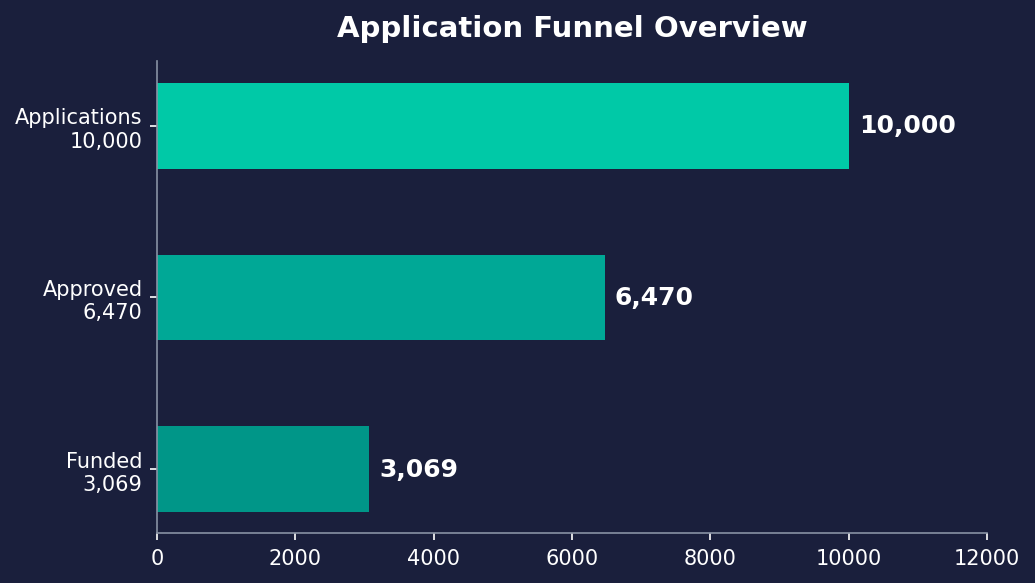 Application Funnel Overview
Applications
10,000
10,000
Approved
6,470
6,470
Funded
3,069
3,069
0 2000 4000 6000 8000 10000 12000